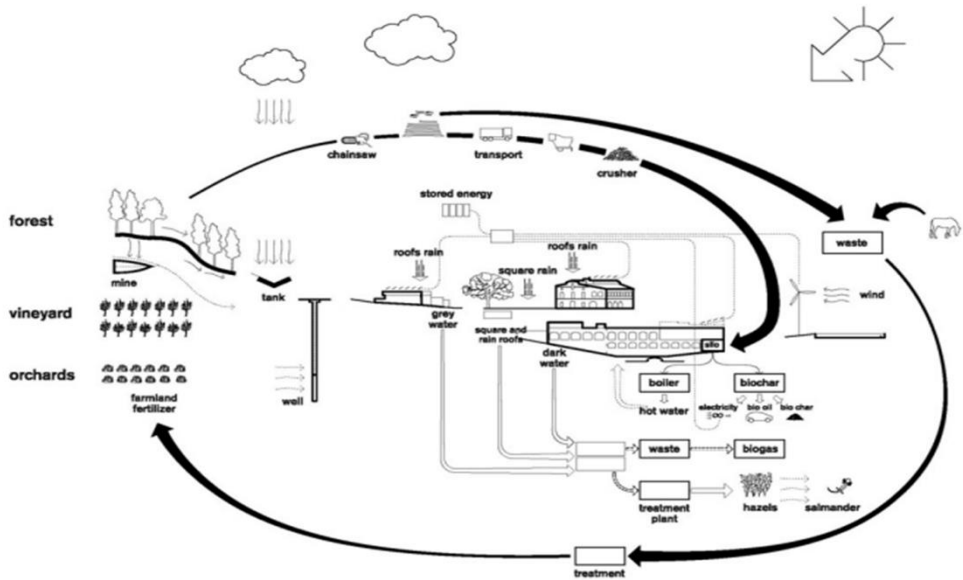 chainsaw
transport
crusher
stored energy
forest
waste
roofs rain
roofs rain
square rain
mine
tank
wind
vineyard
grey
water
square and
rain roofs
dark
water
silo
orchards
farmland
fertilizer
well
boiler
biochar
hot water
electricity
bio oil
bio char
waste
biogas
treatment
plant
hazels
salmander
treatment